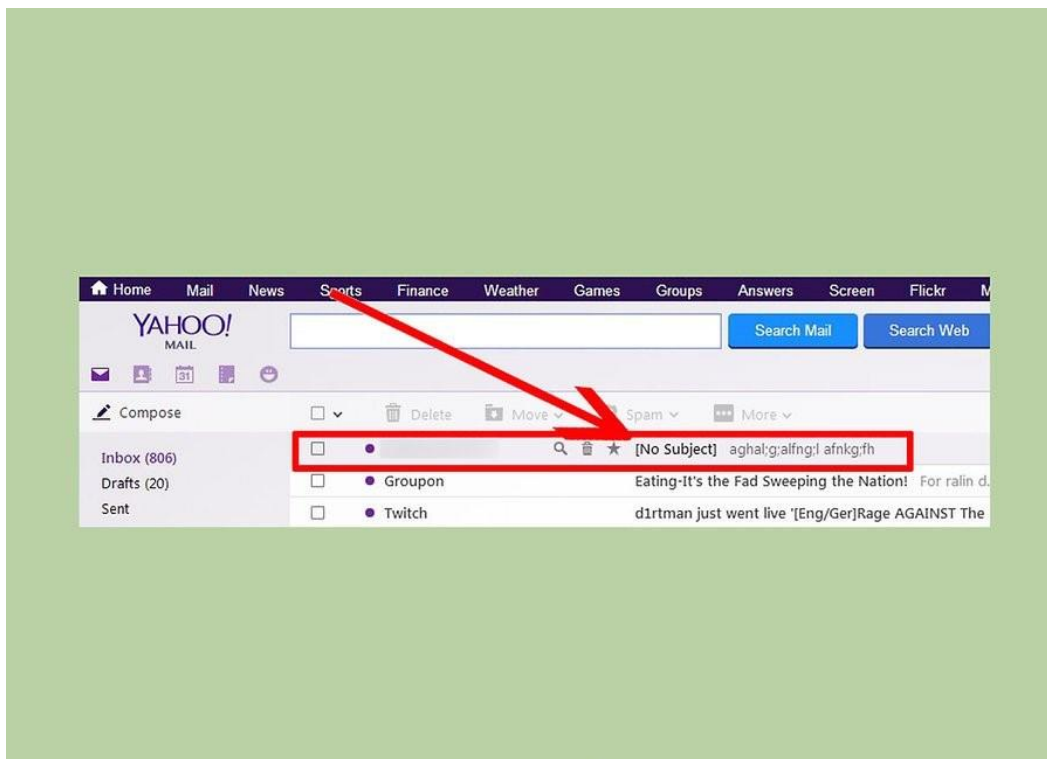 Home Mail News Sports Finance Weather Games Groups Answers Screen Flickr M
YAHOO!
MAIL
Search Mail Search Web
31
Compose Delete Move Spam More
Inbox (806) [No Subject] aghal;g;alfng;l afnkg;fh
Drafts (20) Groupon Eating-It's the Fad Sweeping the Nation! For ralin d.
Sent Twitch d1rtman just went live '[Eng/Ger]Rage AGAINST The